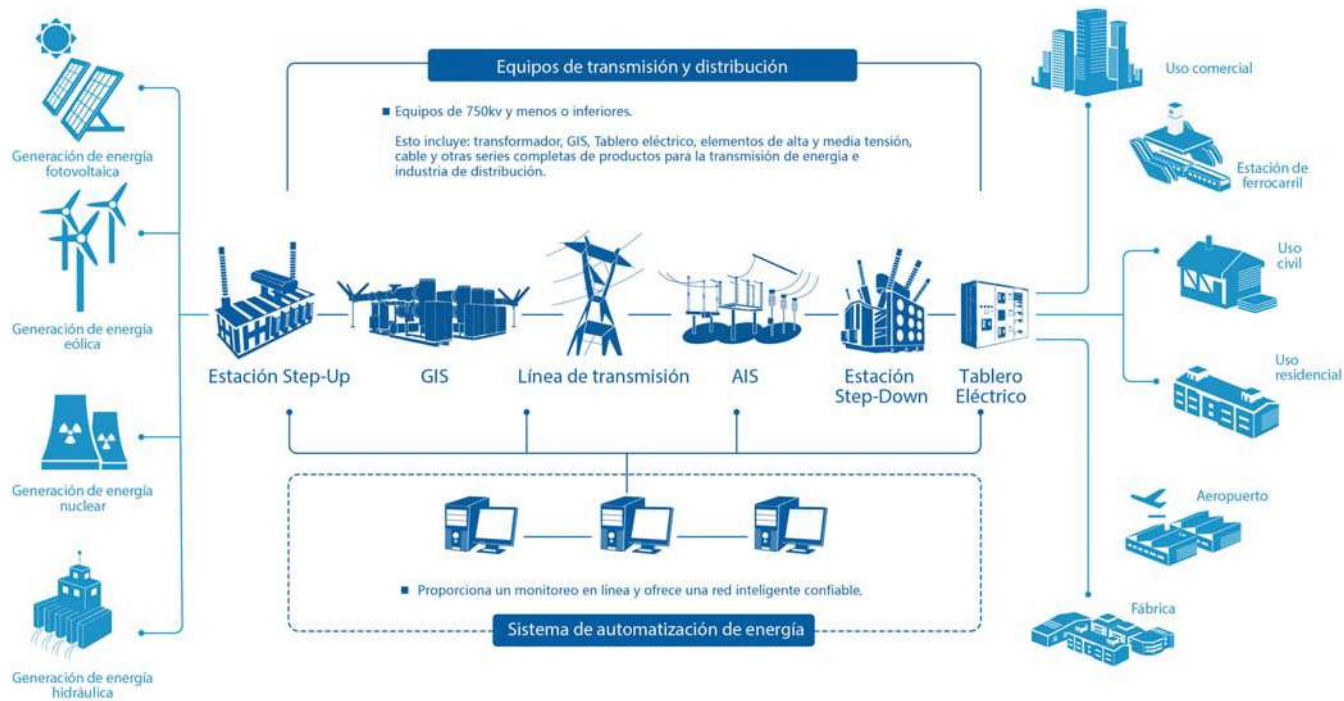 Equipos de transmisión y distribución
■ Equipos de 750kv y menos o inferiores.
Esto incluye: transformador, GIS, Tablero eléctrico, elementos de alta y media tensión,
cable y otras series completas de productos para la transmisión de energía e
industria de distribución.
Generación de energía
fotovoltaica
Generación de energía
eólica
Generación de energía
nuclear
Generación de energía
hidráulica
Estación Step-Up
GIS
Línea de transmisión
AIS
Estación
Step-Down
Tablero
Eléctrico
■ Proporciona un monitoreo en línea y ofrece una red inteligente confiable.
Sistema de automatización de energía
Uso comercial
Estación de
ferrocarril
Uso
civil
Uso
residencial
Aeropuerto
Fábrica